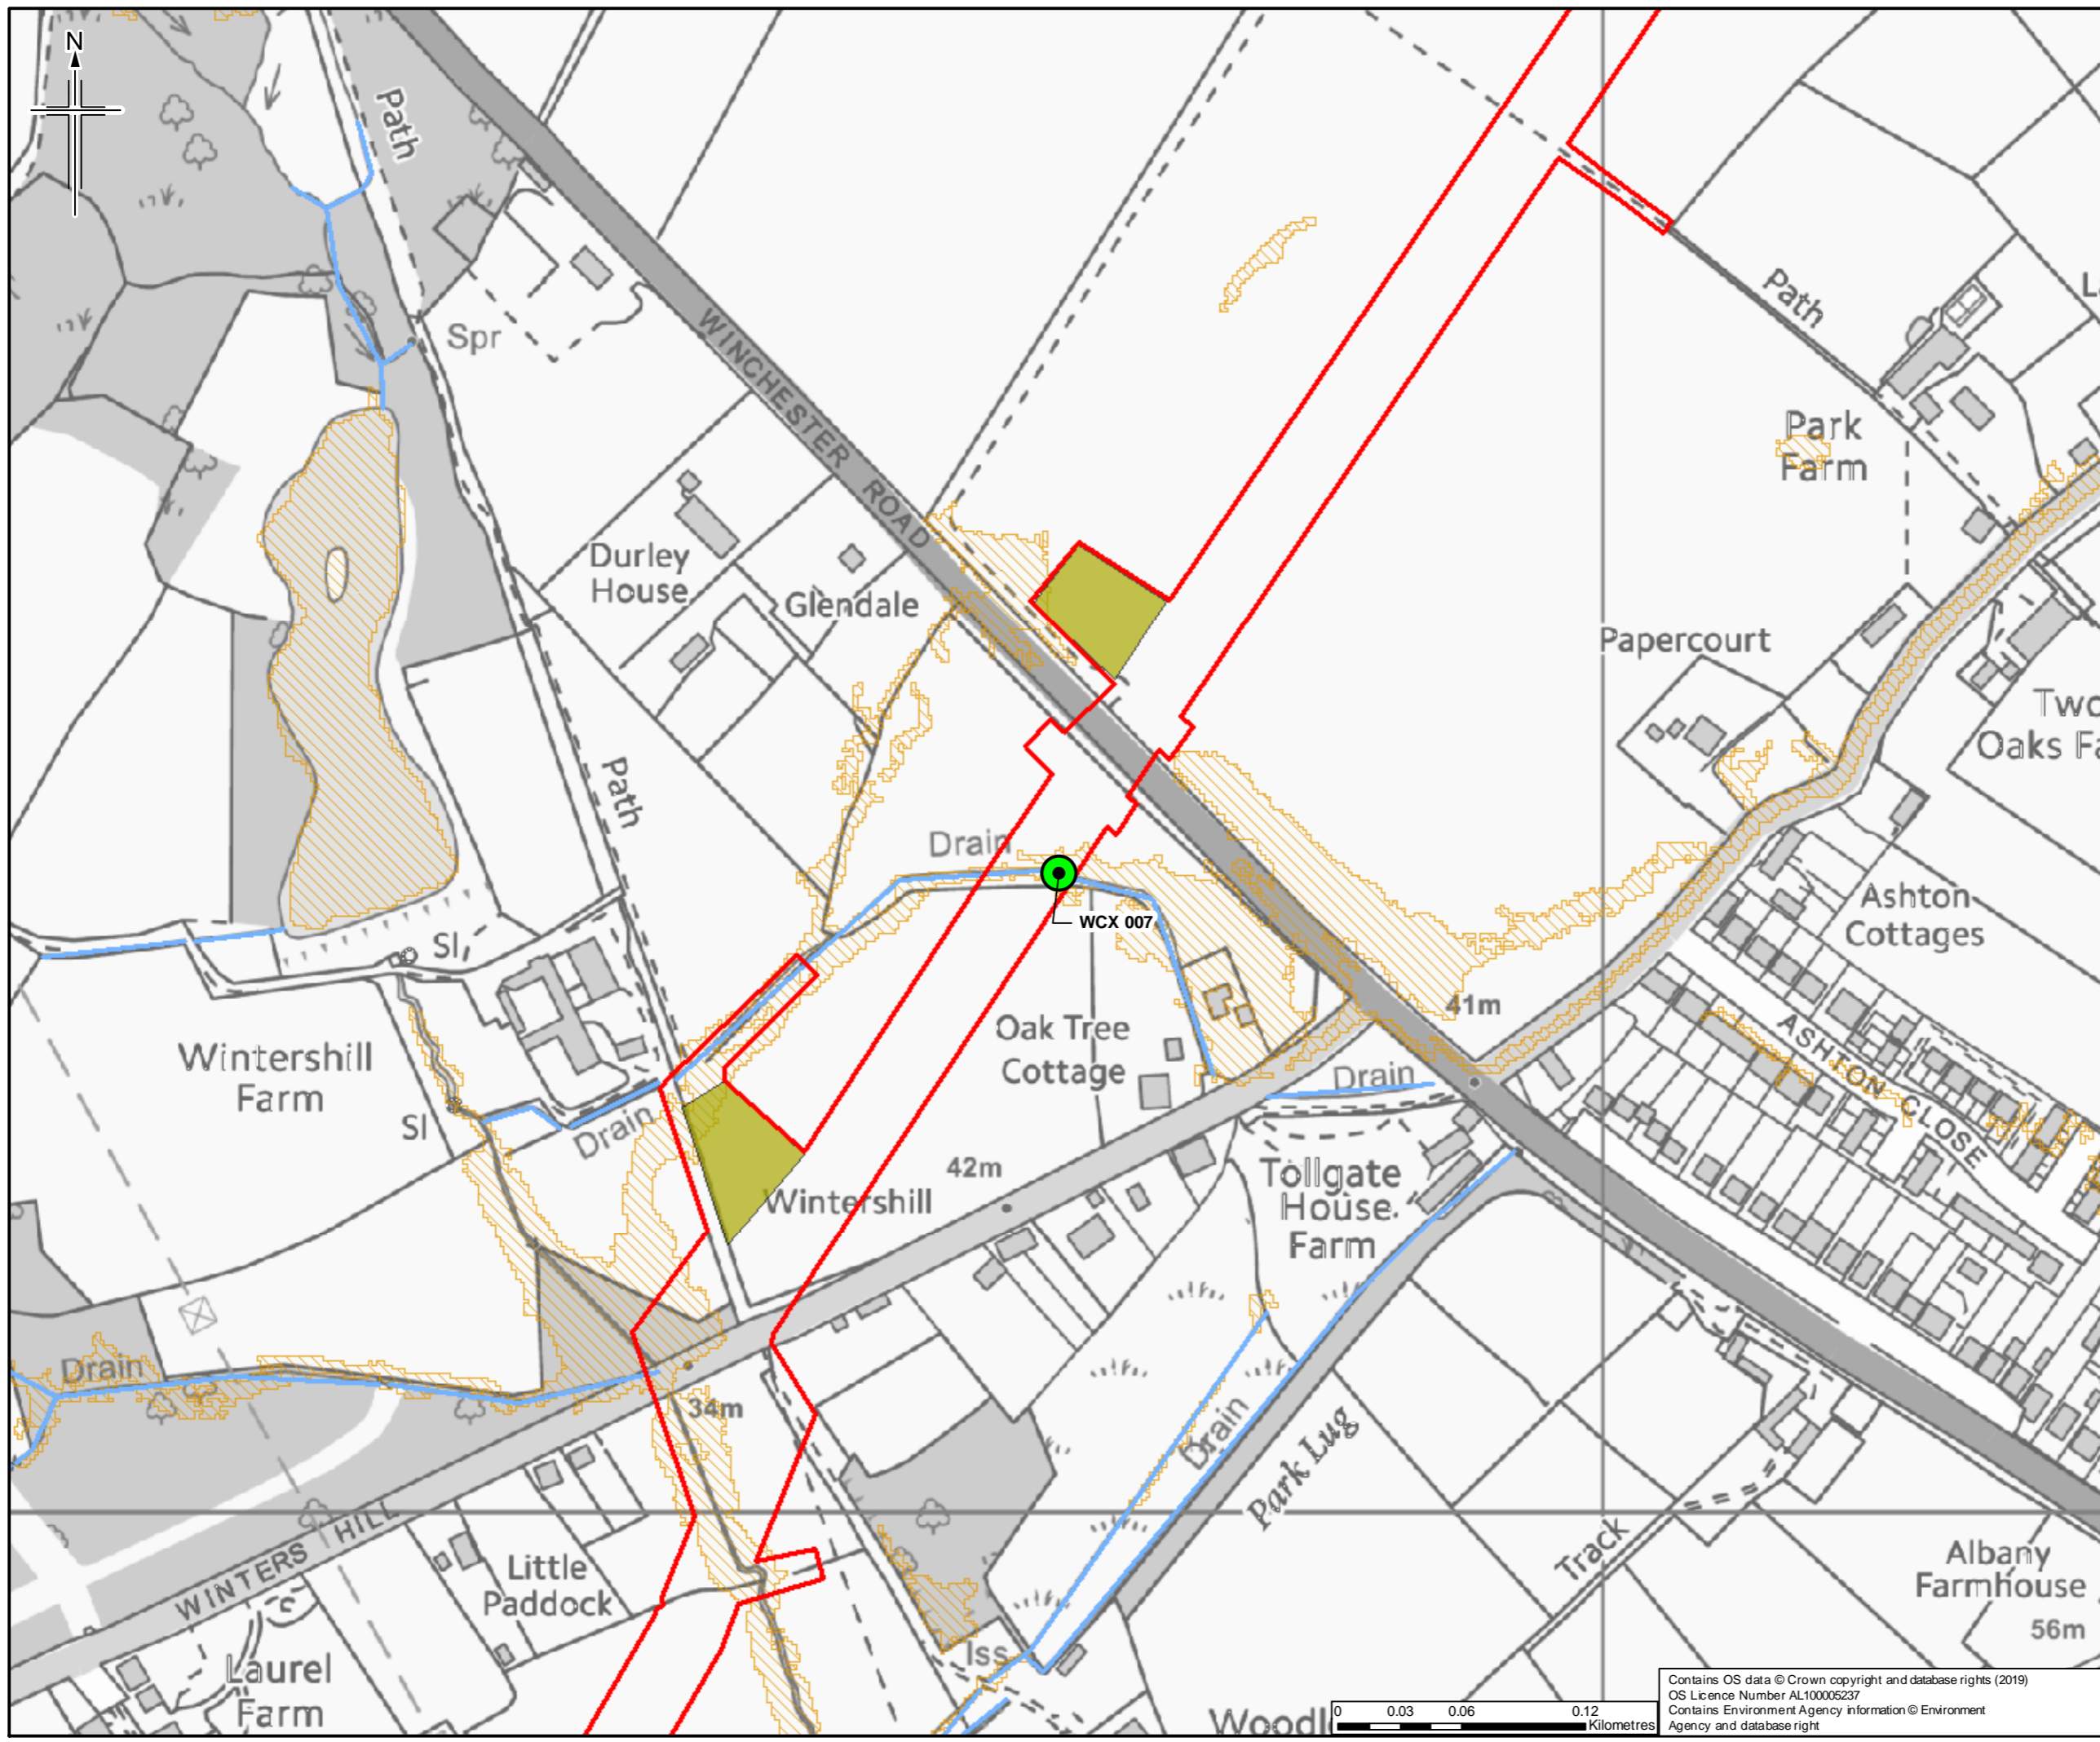 N
Path
Spr
WINCHESTER ROAD
Path
Park
Farm
Durley
House
Glendale
Papercourt
Two
Oaks
Path
Drain
WCX 007
Ashton
Cottages
Sl
41m
Oak Tree
Cottage
Wintershill
Farm
Drain
ASHTON CLOSE
Sl
Drain
42m
Tollgate
House
Farm
Wintershill
Drain
34m
Drain
Park Lug
WINTERS HILL
Little
Paddock
Track
Albany
Farmhouse
56m
Iss
Laurel
Farm
0 0.03 0.06 0.12
Kilometres
Contains OS data © Crown copyright and database rights (2019)
OS Licence Number AL100005237
Contains Environment Agency information © Environment
Agency and database right